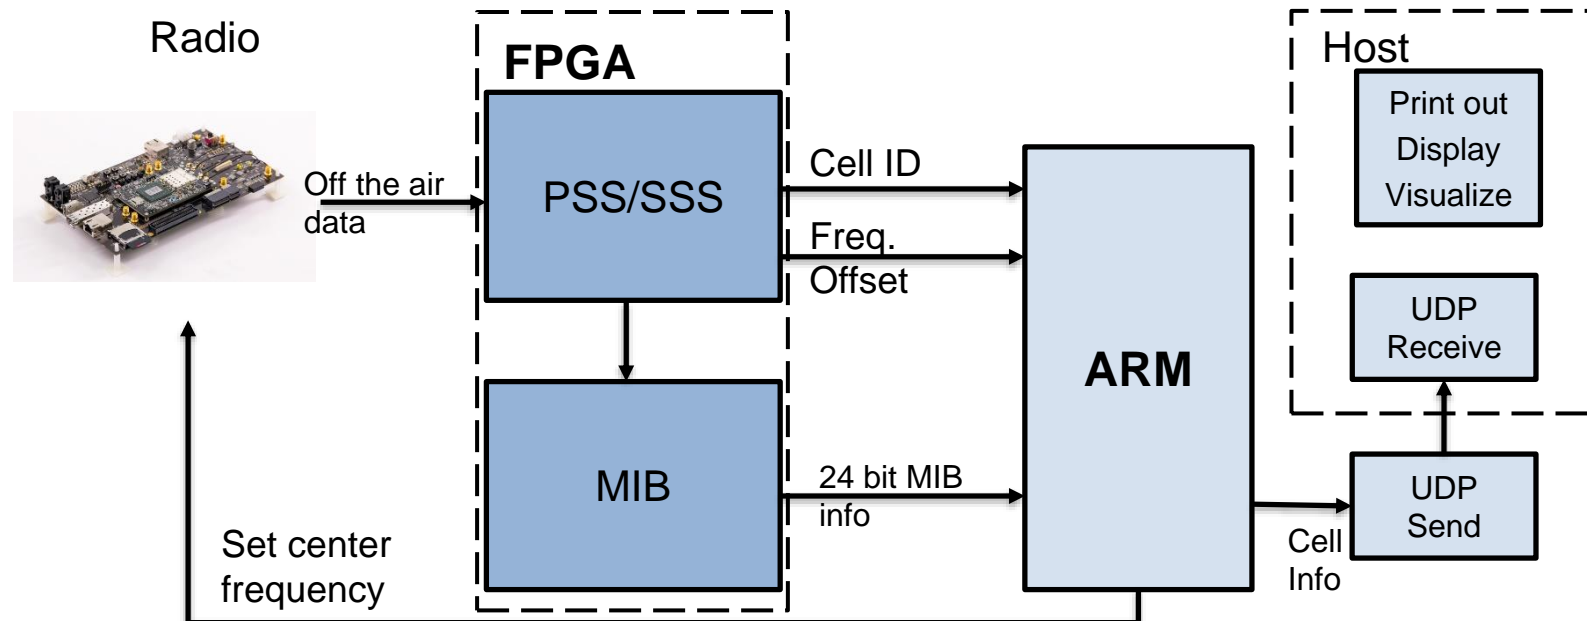 Radio
FPGA
Host
Print out
Display
Visualize
Off the air
data
PSS/SSS
Cell ID
Freq.
Offset
ARM
UDP
Receive
MIB
24 bit MIB
info
UDP
Send
Cell
Info
Set center
frequency